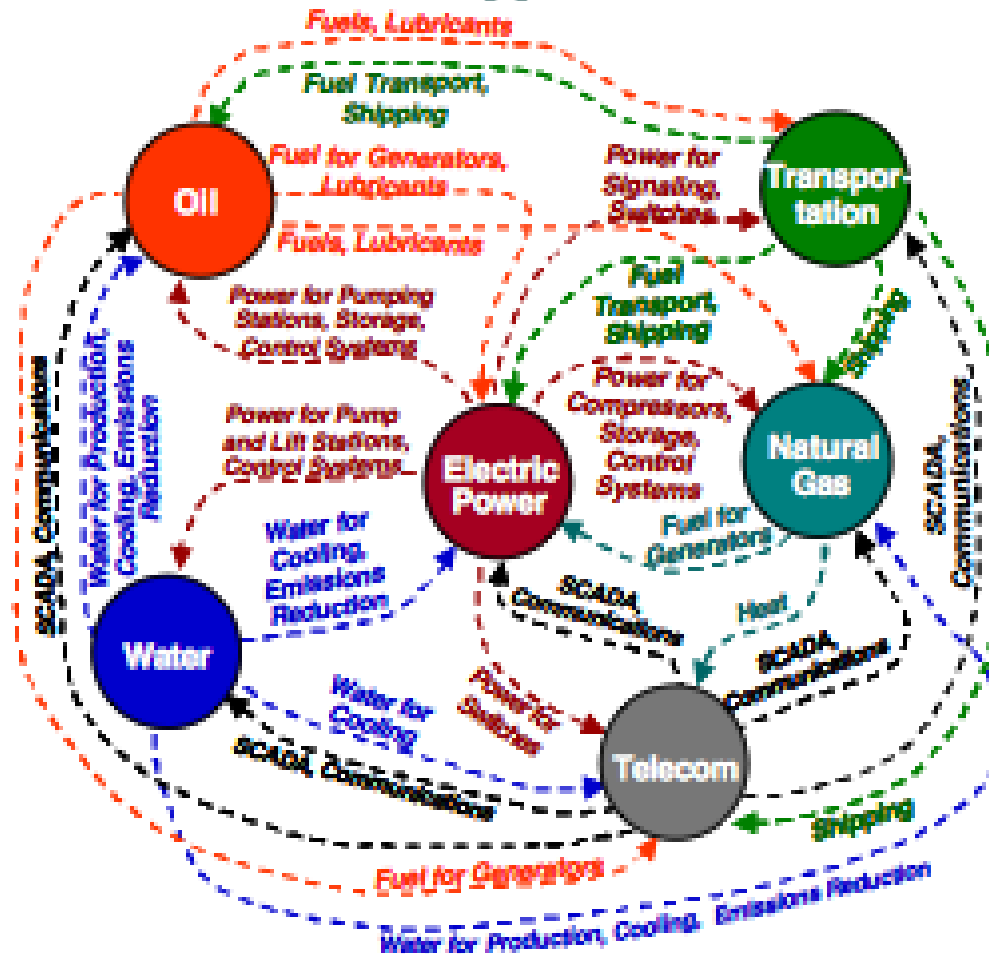 Fuels, Lubricants
Fuel Transport,
Shipping
Oil
Fuel for Generators,
Lubricants
Fuels, Lubricants
Power for
Signaling,
Switches
Transpor-
tation
Power for Pumping
Stations, Storage,
Control Systems
Fuel
Transport,
Shipping
Shipping
Power for Pump
and Lift Stations,
Control Systems
Electric
Power
Power for
Compressors,
Storage,
Control
Systems
Natural
Gas
SCADA,
Communications
SCADA, Communications
Water for Production,
Cooling, Emissions
Reduction
Water for
Cooling,
Emissions
Reduction
Fuel for
Generators
SCADA,
Communications
Heat
SCADA,
Communications
Water
Water for
Cooling
Power for
Switches
SCADA, Communications
Telecom
Shipping
Fuel for Generators
Water for Production, Cooling, Emissions Reduction